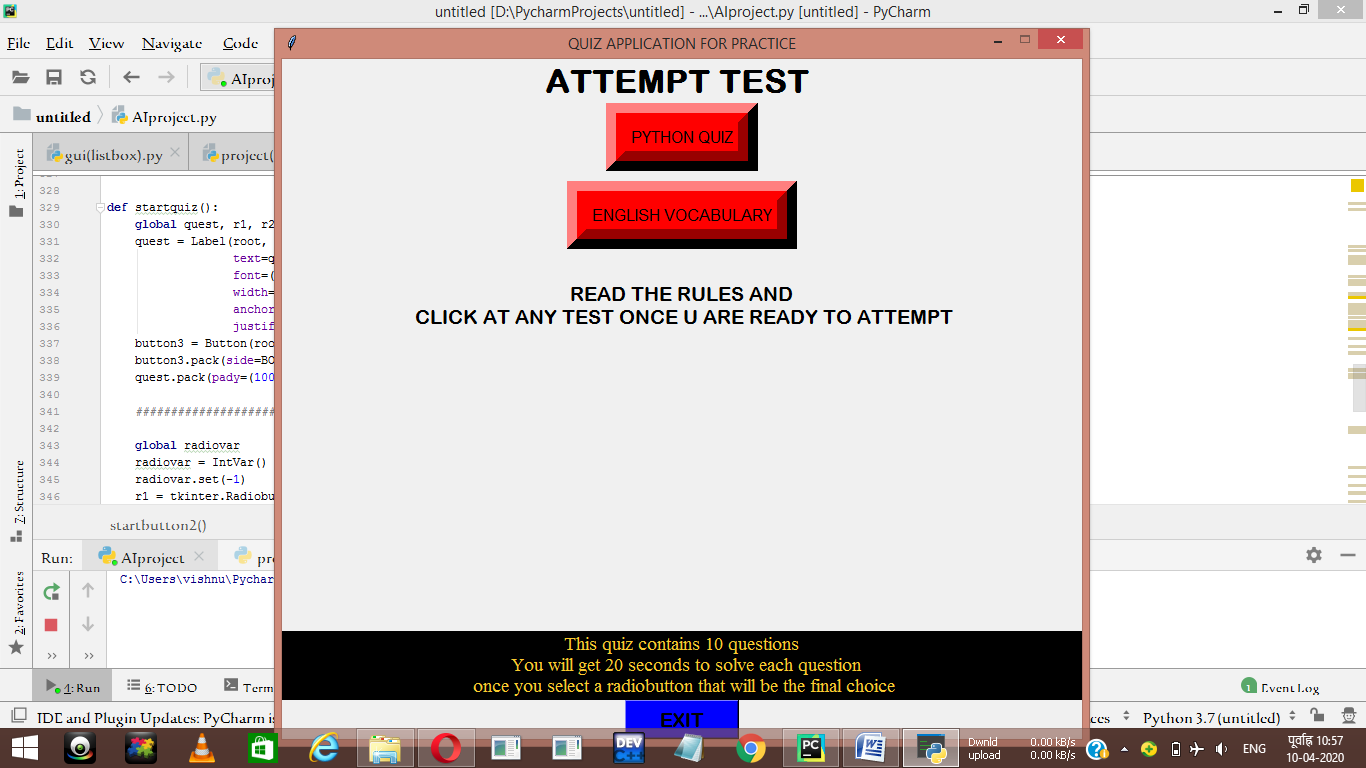 untitled [D:\PycharmProjects\untitled] - ...\AIproject.py [untitled] - PyCharm
File Edit View Navigate Code
QUIZ APPLICATION FOR PRACTICE
AIproj
untitled AIproject.py
gui(listbox).py project(
1: Project
7: Structure
2: Favorites
328
329 def startquiz():
330 global quest, r1, r2
331 quest = Label(root,
332 text=q
333 font=(
334 width=
335 anchor
336 justif
337 button3 = Button(roo
338 button3.pack(side=BO
339 quest.pack(pady=(100
340
341 ####################
342
343 global radiovar
344 radiovar = IntVar()
345 radiovar.set(-1)
346 r1 = tkinter.Radiobu
startbutton2()
Run: AIproject pr
C:\Users\vishnu\Pychar
ATTEMPT TEST
PYTHON QUIZ
ENGLISH VOCABULARY
READ THE RULES AND
CLICK AT ANY TEST ONCE U ARE READY TO ATTEMPT
This quiz contains 10 questions
You will get 20 seconds to solve each question
once you select a radiobutton that will be the final choice
EXIT
4: Run 6: TODO Term
1 Event Log
IDE and Plugin Updates: PyCharm is
ces Python 3.7 (untitled)
DEV C++
PC
Dwnld 0.00 kB/s
upload 0.00 kB/s
ENG
पूर्वाह्न 10:57
10-04-2020